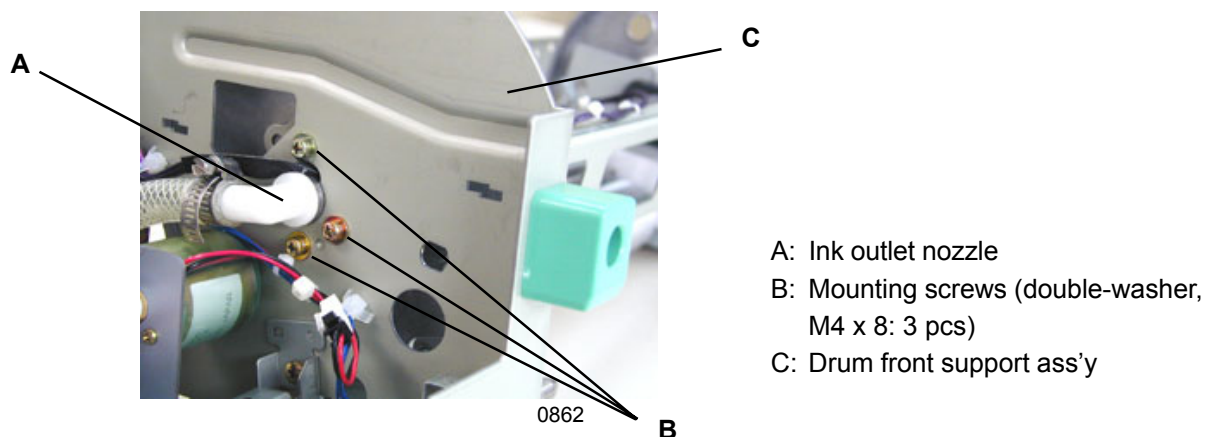 C
A
A: Ink outlet nozzle
B: Mounting screws (double-washer,
M4 x 8: 3 pcs)
C: Drum front support ass’y
0862
B